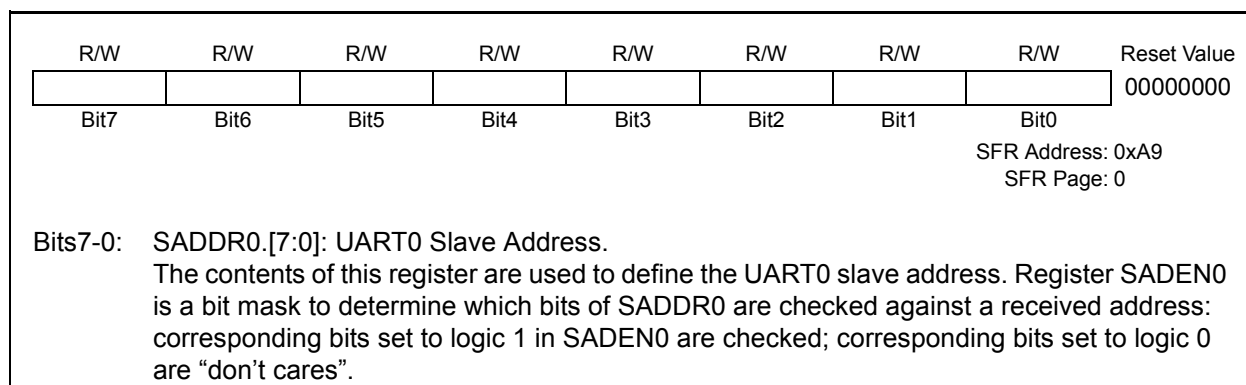 R/W R/W R/W R/W R/W R/W R/W R/W Reset Value
00000000
Bit7 Bit6 Bit5 Bit4 Bit3 Bit2 Bit1 Bit0
SFR Address: 0xA9
SFR Page: 0
Bits7-0: SADDR0.[7:0]: UART0 Slave Address.
The contents of this register are used to define the UART0 slave address. Register SADEN0
is a bit mask to determine which bits of SADDR0 are checked against a received address:
corresponding bits set to logic 1 in SADEN0 are checked; corresponding bits set to logic 0
are “don’t cares”.